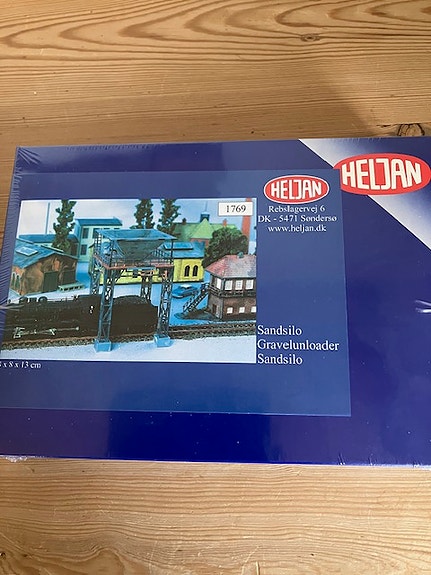 HELJAN
HELJAN
1769
Rebslagervej 6
DK - 5471 Søndersø
www.heljan.dk
Sandsilo
Gravelunloader
Sandsilo
x 8 x 13 cm